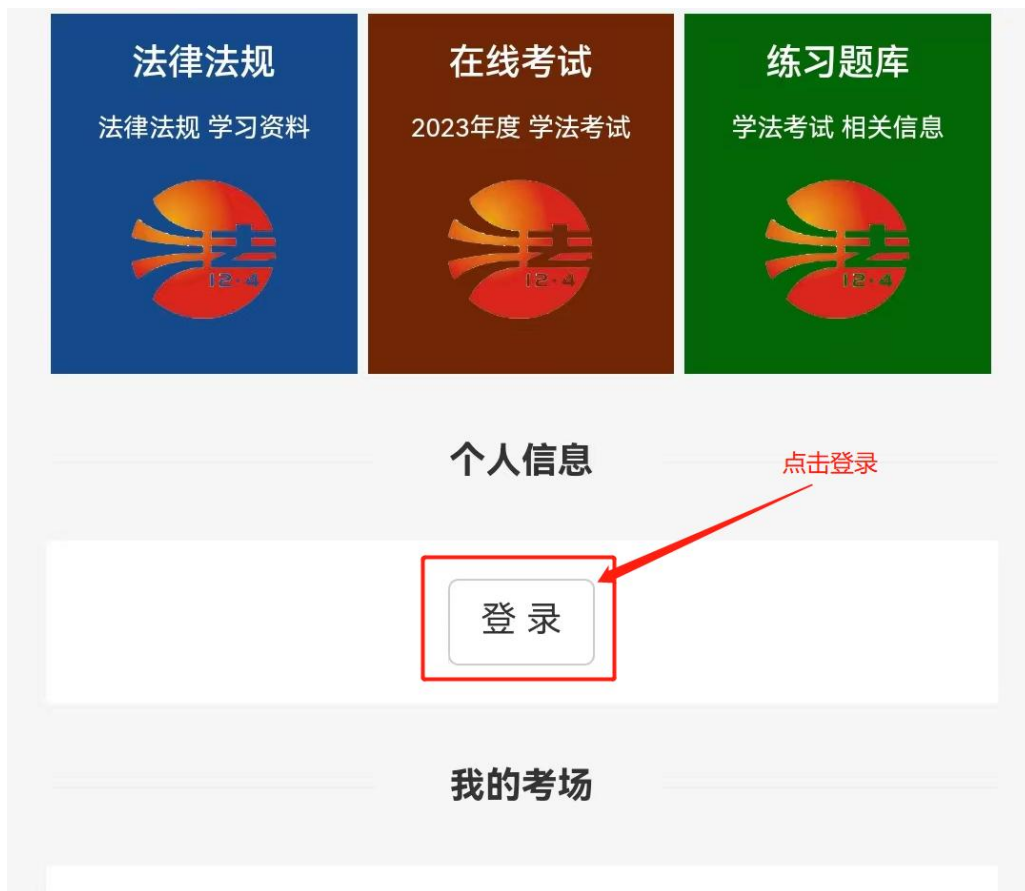 法律法规
法律法规 学习资料
法
12·4
在线考试
2023年度 学法考试
法
12·4
练习题库
学法考试 相关信息
法
12·4
个人信息
点击登录
登 录
我的考场